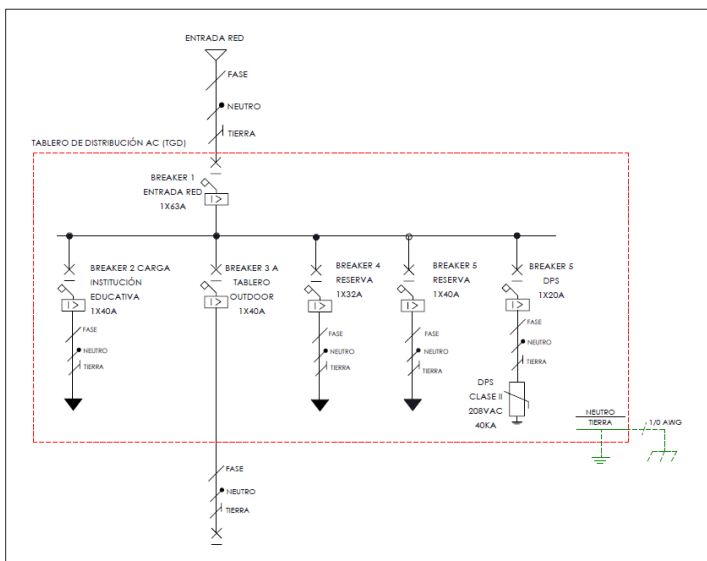 ENTRADA RED
FASE
NEUTRO
TIERRA
TABLERO DE DISTRIBUCIÓN AC (TGD)
BREAKER 1
ENTRADA RED
1X63A
I>
BREAKER 2 CARGA
INSTITUCIÓN
EDUCATIVA
1X40A
I>
BREAKER 3 A
TABLERO
OUTDOOR
1X40A
I>
BREAKER 4
RESERVA
1X32A
I>
BREAKER 5
RESERVA
1X40A
I>
BREAKER 5
DPS
1X20A
I>
FASE
NEUTRO
TIERRA
FASE
NEUTRO
TIERRA
FASE
NEUTRO
TIERRA
FASE
NEUTRO
TIERRA
DPS
CLASE II
208VAC
40KA
NEUTRO
TIERRA
1/0 AWG
FASE
NEUTRO
TIERRA